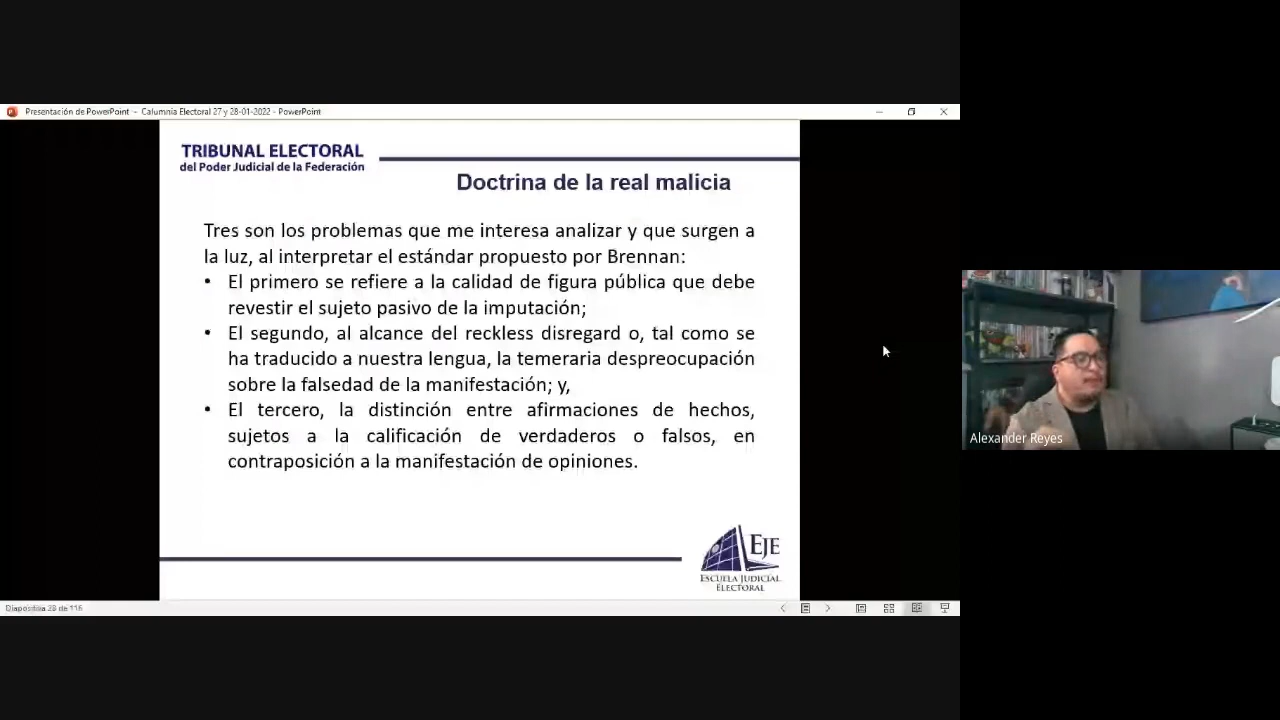 Presentación de PowerPoint - Calumnia Electoral 27 y 28-01-2022 - PowerPoint
TRIBUNAL ELECTORAL
del Poder Judicial de la Federación
Doctrina de la real malicia
Tres son los problemas que me interesa analizar y que surgen a
la luz, al interpretar el estándar propuesto por Brennan:
• El primero se refiere a la calidad de figura pública que debe
revestir el sujeto pasivo de la imputación;
• El segundo, al alcance del reckless disregard o, tal como se
ha traducido a nuestra lengua, la temeraria despreocupación
sobre la falsedad de la manifestación; y,
• El tercero, la distinción entre afirmaciones de hechos,
sujetos a la calificación de verdaderos o falsos, en
contraposición a la manifestación de opiniones.
EJE
ESCUELA JUDICIAL
ELECTORAL
Diapositiva 28 de 116
Alexander Reyes